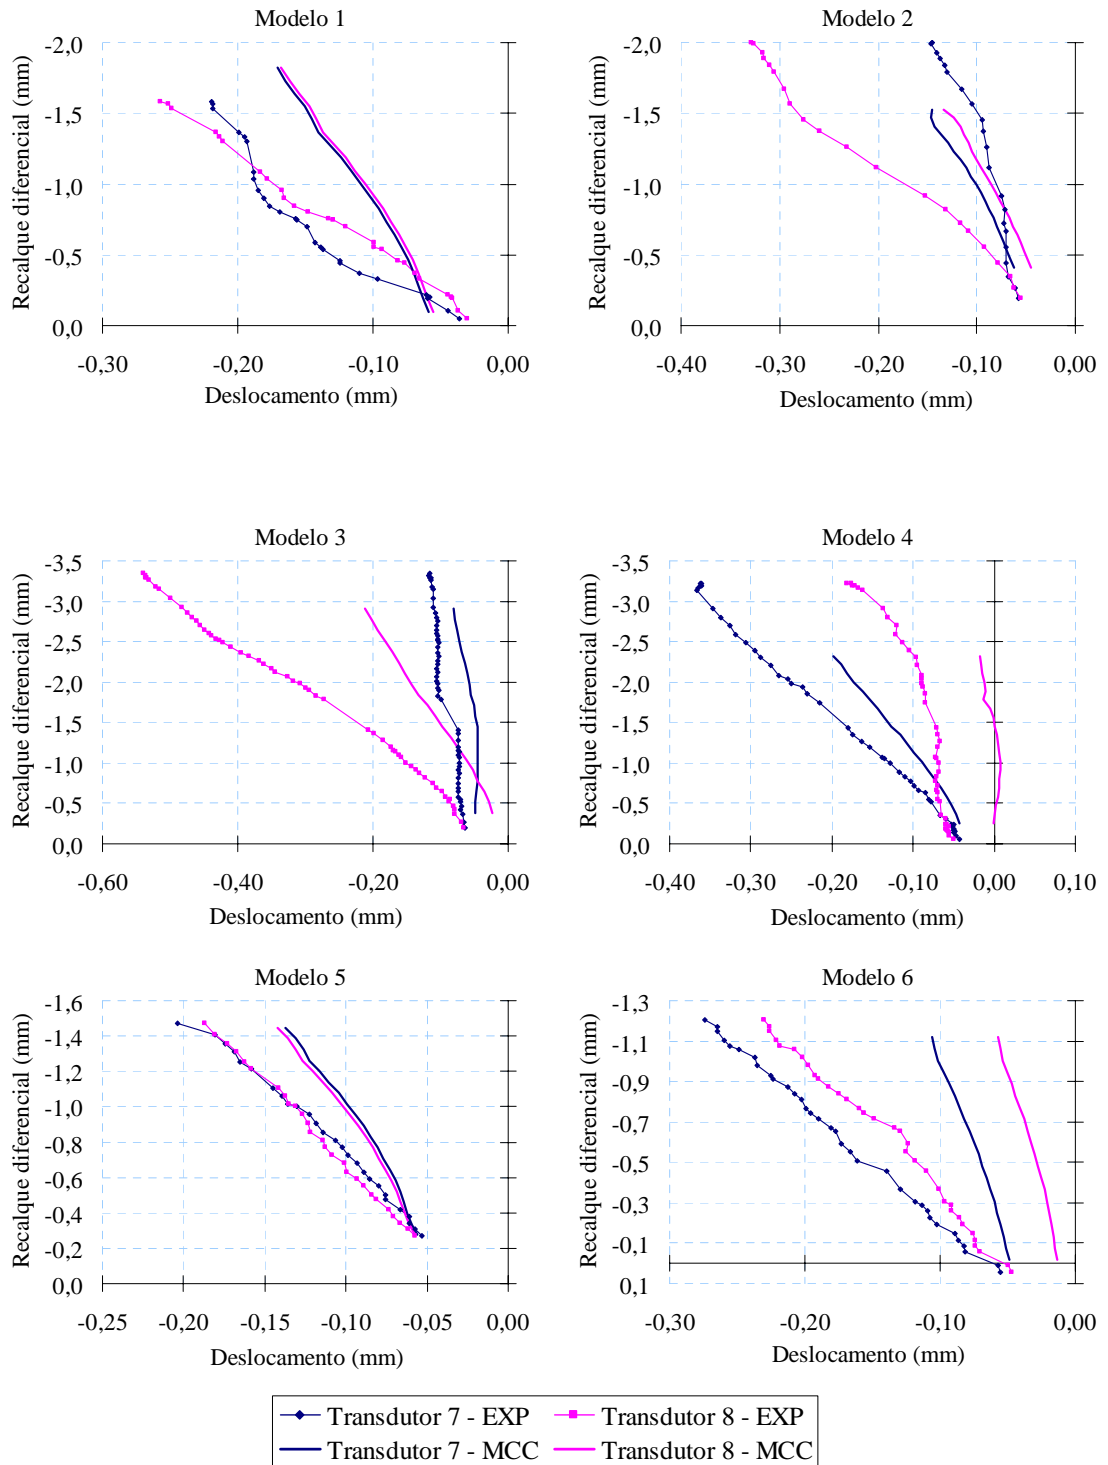 Modelo 1
Recalque diferencial (mm)
-2,0
-1,5
-1,0
-0,5
0,0
-0,30 -0,20 -0,10 0,00
Deslocamento (mm)
Modelo 2
Recalque diferencial (mm)
-2,0
-1,5
-1,0
-0,5
0,0
-0,40 -0,30 -0,20 -0,10 0,00
Deslocamento (mm)
Modelo 3
Recalque diferencial (mm)
-3,5
-3,0
-2,5
-2,0
-1,5
-1,0
-0,5
0,0
-0,60 -0,40 -0,20 0,00
Deslocamento (mm)
Modelo 4
Recalque diferencial (mm)
-3,5
-3,0
-2,5
-2,0
-1,5
-1,0
-0,5
0,0
-0,40 -0,30 -0,20 -0,10 0,00 0,10
Deslocamento (mm)
Modelo 5
Recalque diferencial (mm)
-1,6
-1,4
-1,2
-1,0
-0,8
-0,6
-0,4
-0,2
0,0
-0,25 -0,20 -0,15 -0,10 -0,05 0,00
Deslocamento (mm)
Modelo 6
Recalque diferencial (mm)
-1,3
-1,1
-0,9
-0,7
-0,5
-0,3
-0,1
0,1
-0,30 -0,20 -0,10 0,00
Deslocamento (mm)
Transdutor 7 - EXP Transdutor 8 - EXP
Transdutor 7 - MCC Transdutor 8 - MCC